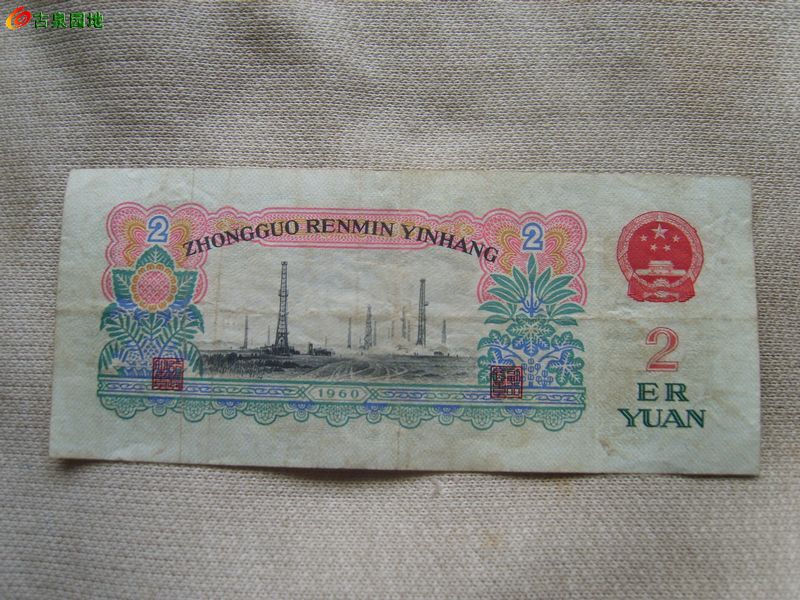 古泉园地
2
ZHONGGUO RENMIN YINHANG
2
1960
2
ER
YUAN